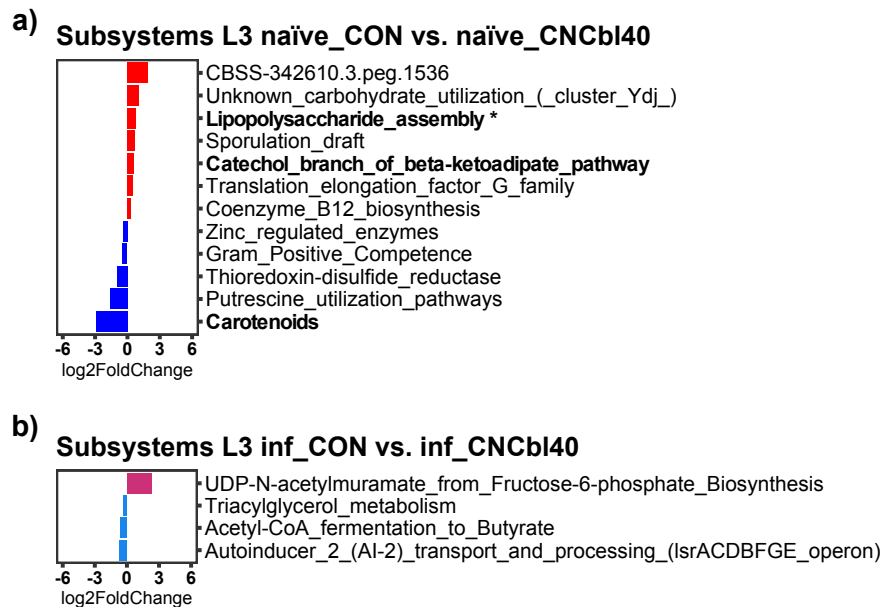 a)
Subsystems L3 naïve_CON vs. naïve_CNCbl40
CBSS-342610.3.peg.1536
Unknown_carbohydrate_utilization_(_cluster_Ydj_)
Lipopolysaccharide_assembly *
Sporulation_draft
Catechol_branch_of_beta-ketoadipate_pathway
Translation_elongation_factor_G_family
Coenzyme_B12_biosynthesis
Zinc_regulated_enzymes
Gram_Positive_Competence
Thioredoxin-disulfide_reductase
Putrescine_utilization_pathways
Carotenoids
-6 -3 0 3 6
log2FoldChange
b)
Subsystems L3 inf_CON vs. inf_CNCbl40
UDP-N-acetylmuramate_from_Fructose-6-phosphate_Biosynthesis
Triacylglycerol_metabolism
Acetyl-CoA_fermentation_to_Butyrate
Autoinducer_2_(AI-2)_transport_and_processing_(lsrACDBFGE_operon)
-6 -3 0 3 6
log2FoldChange